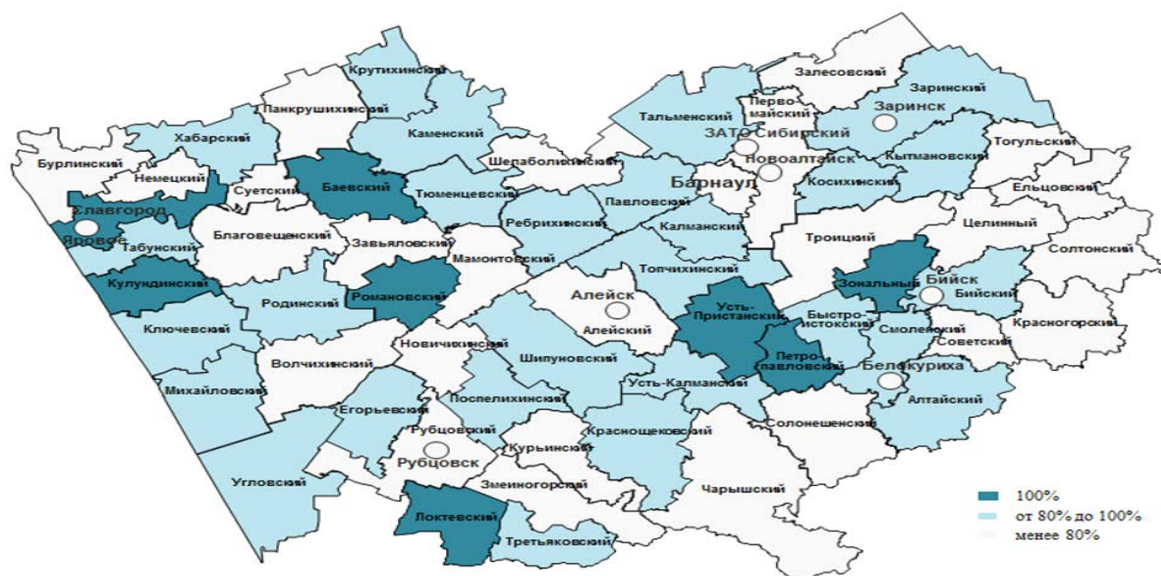 Крутихинский
Залесовский
Заринский
Панкрушихинский
Перво-
майский
Заринск
Тальменский
Каменский
ЗАТО Сибирский
Хабарский
Тогульский
Бурлинский
Шелаболихинский
Новоалтайск
Кытмановский
Немецкий
Суетский
Баевский
Тюменцевский
Барнаул
Косихинский
Ельцовский
Славгород
Павловский
Ребрихинский
Целинный
Калманский
Яровое
Табунский
Благовещенский
Завьяловский
Троицкий
Солтонский
Мамонтовский
Топчихинский
Кулундинский
Зональный
Бийск
Бийский
Романовский
Алейск
Родинский
Усть-
Пристанский
Быстро-
истокский
Красногорский
Ключевский
Алейский
Смоленский
Новичихинский
Советский
Волчихинский
Шипуновский
Петро-
павловский
Белокуриха
Михайловский
Усть-Калманский
Поспелихинский
Алтайский
Егорьевский
Солонешенский
Рубцовский
Краснощековский
Курьинский
Рубцовск
Угловский
Змеиногорский
Чарышский
Локтевский
Третьяковский
100%
от 80% до 100%
менее 80%